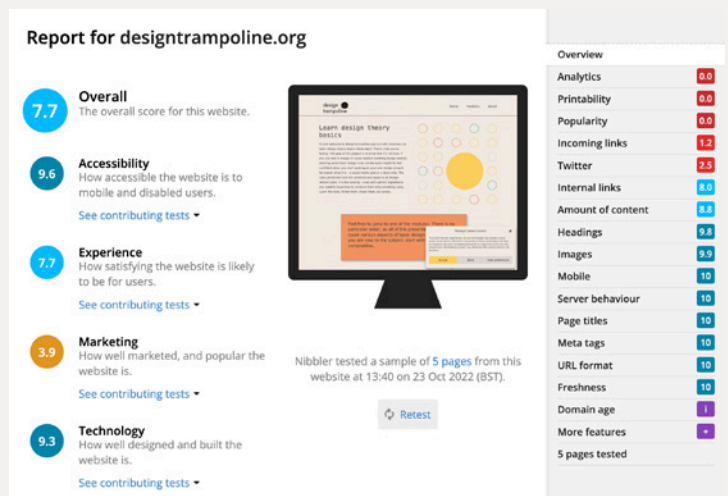 Report for designtrampoline.org
7.7
Overall
The overall score for this website.
9.6
Accessibility
How accessible the website is to
mobile and disabled users.
See contributing tests
7.7
Experience
How satisfying the website is likely
to be for users.
See contributing tests
3.9
Marketing
How well marketed, and popular the
website is.
See contributing tests
9.3
Technology
How well designed and built the
website is.
See contributing tests
design
trampoline
home modules about
Learn design theory
basics
Nibbler tested a sample of 5 pages from this
website at 13:40 on 23 Oct 2022 (BST).
Retest
Overview
Analytics 0.0
Printability 0.0
Popularity 0.0
Incoming links 1.2
Twitter 2.5
Internal links 8.0
Amount of content 8.8
Headings 9.8
Images 9.9
Mobile 10
Server behaviour 10
Page titles 10
Meta tags 10
URL format 10
Freshness 10
Domain age i
More features +
5 pages tested